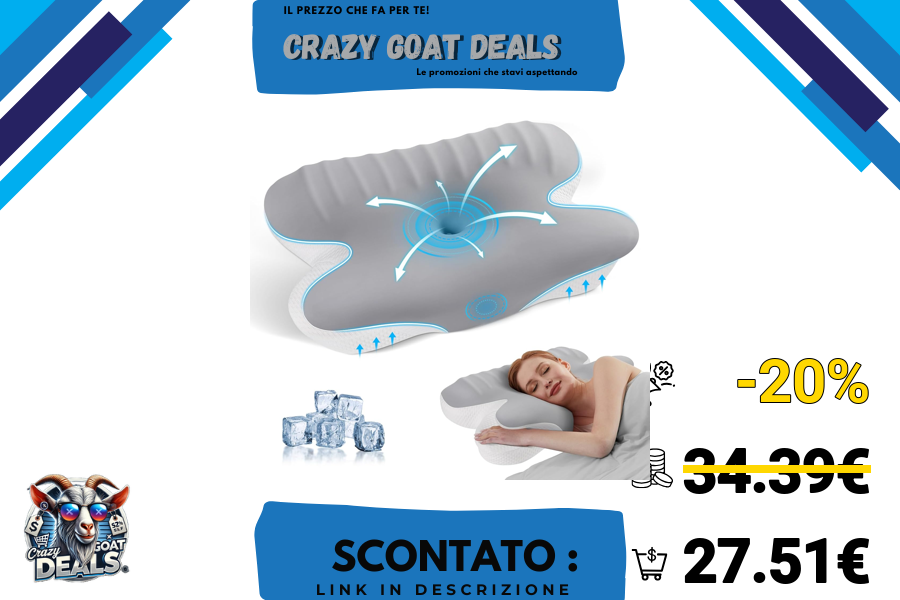 IL PREZZO CHE FA PER TE!
CRAZY GOAT DEALS
Le promozioni che stavi aspettando
-20%
34.39€
$
27.51€
SCONTATO :
LINK IN DESCRIZIONE
$
Crazy GOAT
DEALS